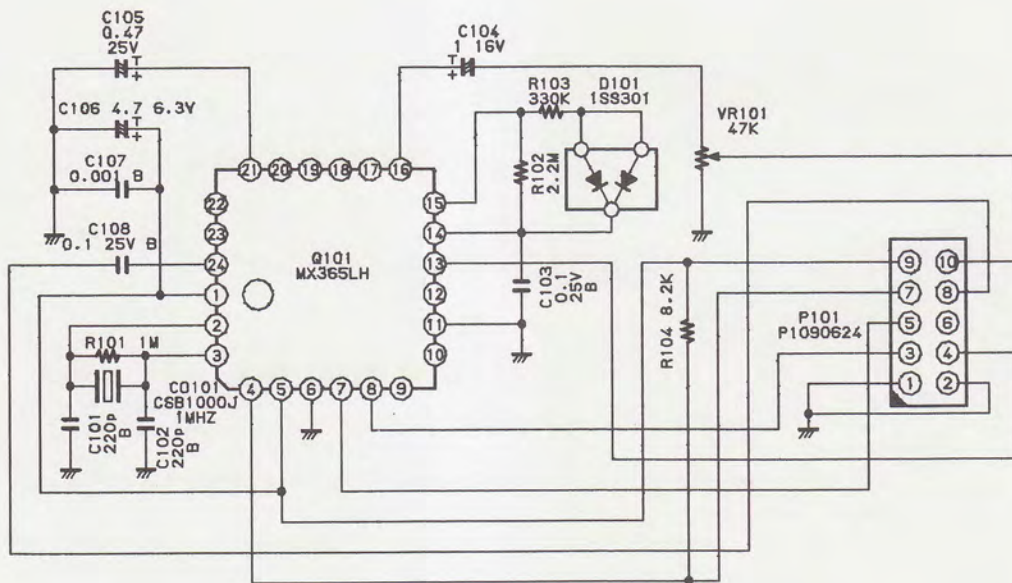 C105
0.47
25V
T
+
C106 4.7 6.3V
T
+
C107
0.001 B
C108
0.1 25V B
C104
1 16V
T
+
R103
330K
D101
1SS301
VR101
47K
R102
2.2M
21 20 19 18 17 16
22
23
24
1
2
3
15
14
13
12
11
10
4 5 6 7 8 9
Q101
MX365LH
R101 1M
CO101
CSB1000J
1MHZ
C101
220p
B
C102
220p
B
C103
0.1
25V
B
R104 8.2K
P101
P1090624
9 10
7 8
5 6
3 4
1 2